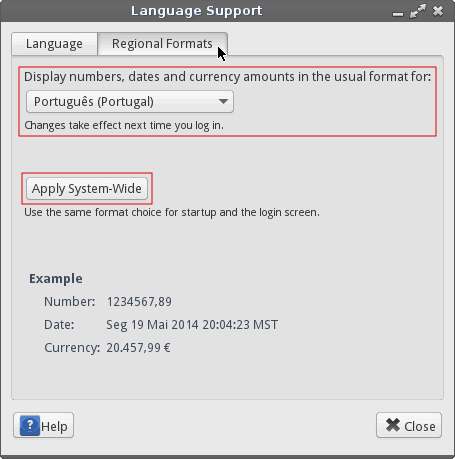 Language Support
Language
Regional Formats
Display numbers, dates and currency amounts in the usual format for:
Português (Portugal)
Changes take effect next time you log in.
Apply System-Wide
Use the same format choice for startup and the login screen.
Example
Number: 1234567,89
Date: Seg 19 Mai 2014 20:04:23 MST
Currency: 20.457,99 €
? Help
Close